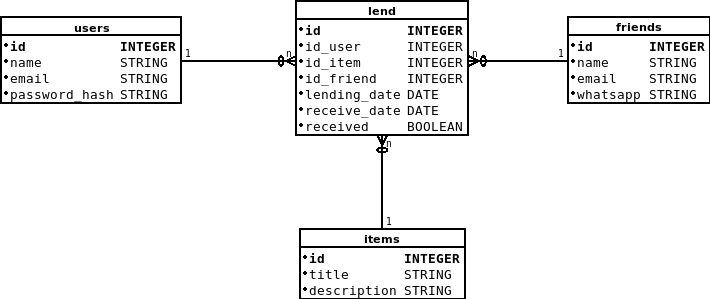 users
id INTEGER
name STRING
email STRING
password_hash STRING
1
n
lend
id INTEGER
id_user INTEGER
id_item INTEGER
id_friend INTEGER
lending_date DATE
receive_date DATE
received BOOLEAN
n
1
friends
id INTEGER
name STRING
email STRING
whatsapp STRING
n
1
items
id INTEGER
title STRING
description STRING